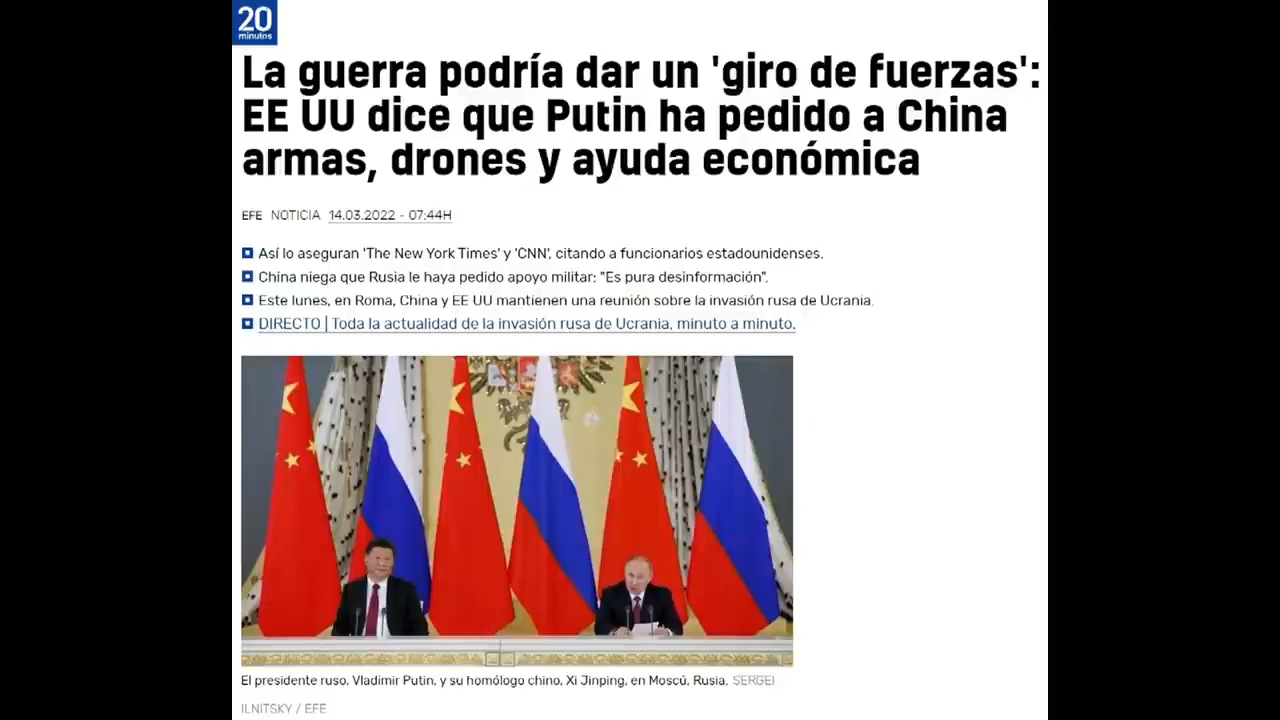 20
minutos
La guerra podría dar un 'giro de fuerzas':
EE UU dice que Putin ha pedido a China
armas, drones y ayuda económica
EFE NOTICIA 14.03.2022 - 07:44H
Así lo aseguran 'The New York Times' y 'CNN', citando a funcionarios estadounidenses.
China niega que Rusia le haya pedido apoyo militar: "Es pura desinformación".
Este lunes, en Roma, China y EE UU mantienen una reunión sobre la invasión rusa de Ucrania.
DIRECTO | Toda la actualidad de la invasión rusa de Ucrania, minuto a minuto.
El presidente ruso, Vladimir Putin, y su homólogo chino, Xi Jinping, en Moscú, Rusia. SERGEI
ILNITSKY / EFE